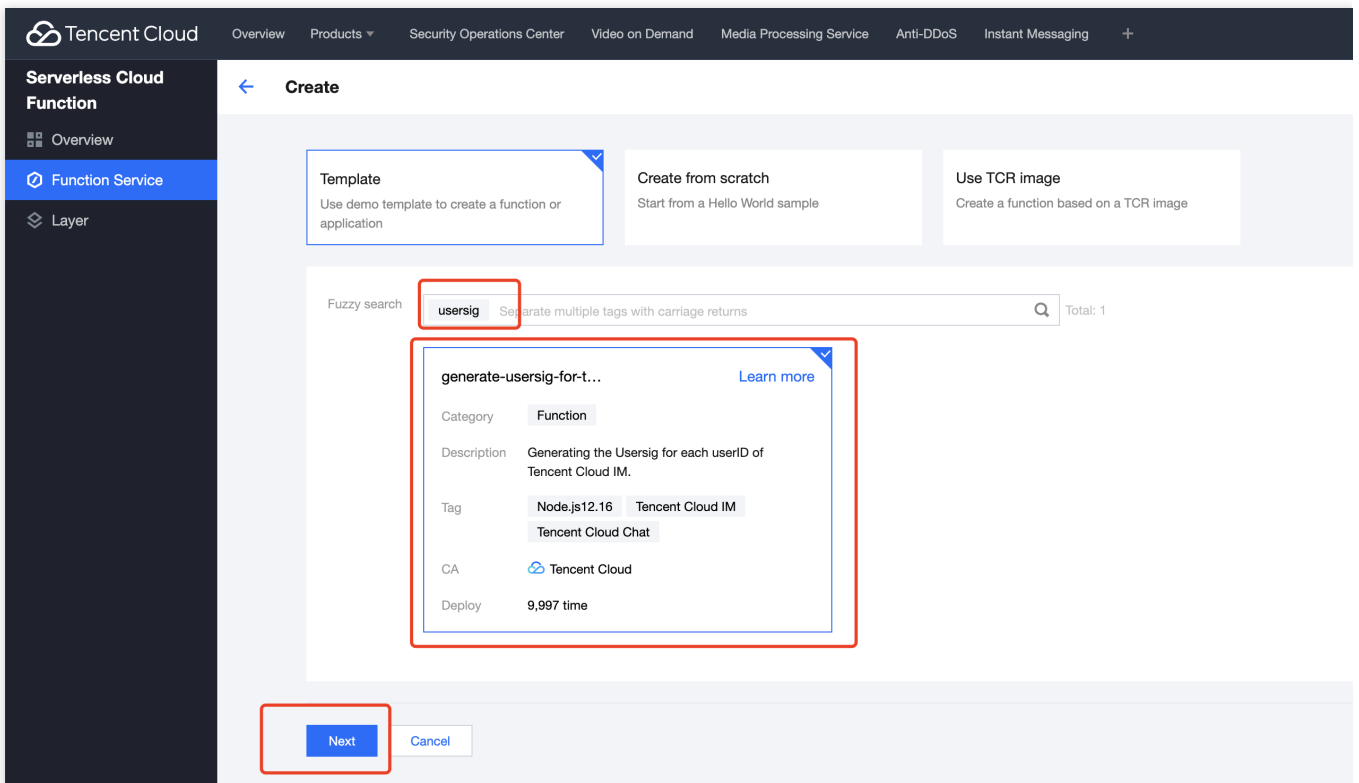 Tencent Cloud Overview Products Security Operations Center Video on Demand Media Processing Service Anti-DDoS Instant Messaging +
Serverless Cloud
Function
Overview
Function Service
Layer
Create
Template
Use demo template to create a function or
application
Create from scratch
Start from a Hello World sample
Use TCR image
Create a function based on a TCR image
Fuzzy search usersig Separate multiple tags with carriage returns Total: 1
generate-usersig-for-t... Learn more
Category Function
Description Generating the Usersig for each userID of
Tencent Cloud IM.
Tag Node.js12.16 Tencent Cloud IM
Tencent Cloud Chat
CA Tencent Cloud
Deploy 9,997 time
Next Cancel